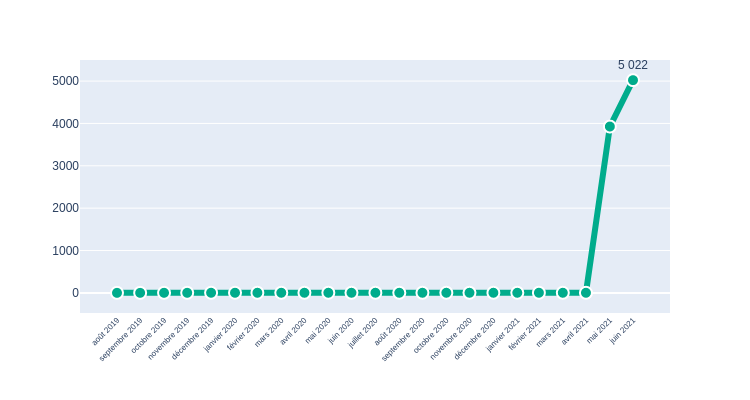 5 022
5000
4000
3000
2000
1000
0
août 2019
septembre 2019
octobre 2019
novembre 2019
décembre 2019
janvier 2020
février 2020
mars 2020
avril 2020
mai 2020
juin 2020
juillet 2020
août 2020
septembre 2020
octobre 2020
novembre 2020
décembre 2020
janvier 2021
février 2021
mars 2021
avril 2021
mai 2021
juin 2021